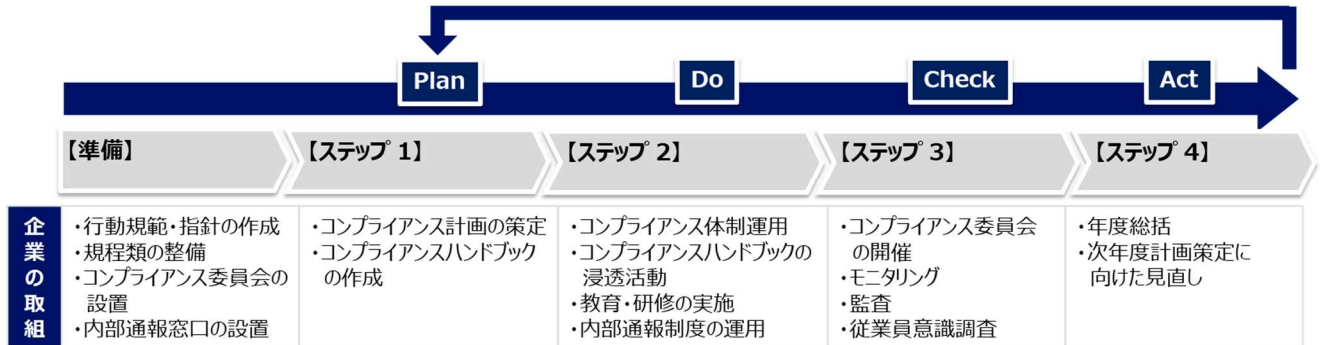 Plan
Do
Check
Act
【準備】
【ステップ 1】
【ステップ 2】
【ステップ 3】
【ステップ 4】
企業の取組
・行動規範・指針の作成
・規程類の整備
・コンプライアンス委員会の
設置
・内部通報窓口の設置
・コンプライアンス計画の策定
・コンプライアンスハンドブック
の作成
・コンプライアンス体制運用
・コンプライアンスハンドブックの
浸透活動
・教育・研修の実施
・内部通報制度の運用
・コンプライアンス委員会
の開催
・モニタリング
・監査
・従業員意識調査
・年度総括
・次年度計画策定に
向けた見直し